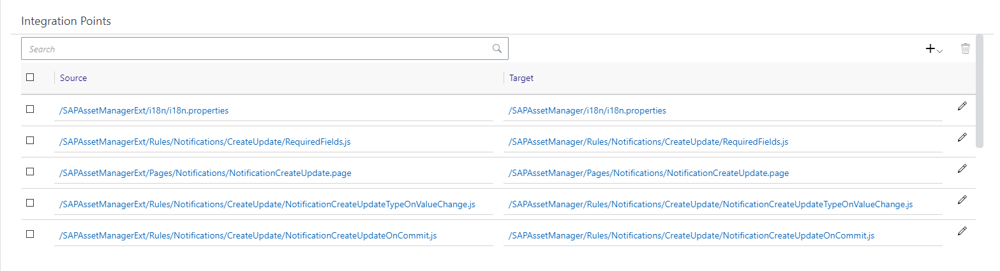 Integration Points
Search
Source Target
/SAPAssetManagerExt/i18n/i18n.properties /SAPAssetManager/i18n/i18n.properties
/SAPAssetManagerExt/Rules/Notifications/CreateUpdate/RequiredFields.js /SAPAssetManager/Rules/Notifications/CreateUpdate/RequiredFields.js
/SAPAssetManagerExt/Pages/Notifications/NotificationCreateUpdate.page /SAPAssetManager/Pages/Notifications/NotificationCreateUpdate.page
/SAPAssetManagerExt/Rules/Notifications/CreateUpdate/NotificationCreateUpdateTypeOnValueChange.js /SAPAssetManager/Rules/Notifications/CreateUpdate/NotificationCreateUpdateTypeOnValueChange.js
/SAPAssetManagerExt/Rules/Notifications/CreateUpdate/NotificationCreateUpdateOnCommit.js /SAPAssetManager/Rules/Notifications/CreateUpdate/NotificationCreateUpdateOnCommit.js